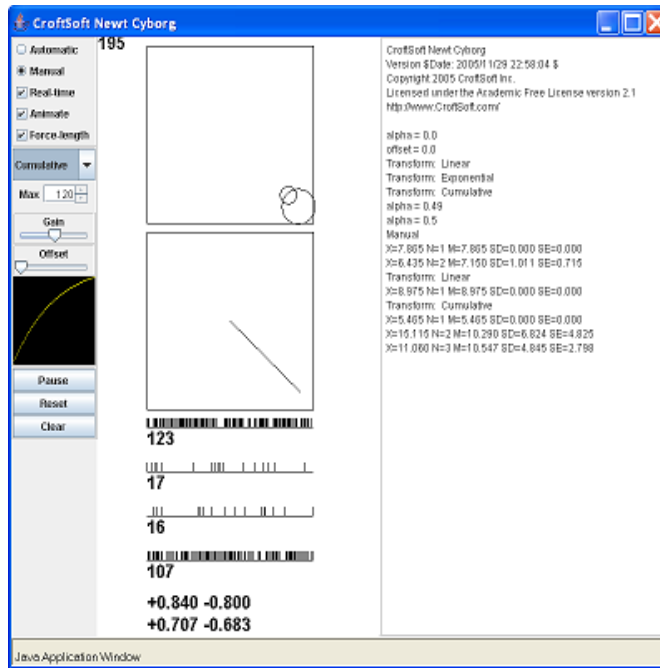 CroftSoft Newt Cyborg
Automatic
Manual
Real-time
Animate
Force-length
Cumulative
Max 120
Gain
Offset
Pause
Reset
Clear
195
123
17
16
107
+0.840 -0.800
+0.707 -0.683
CroftSoft Newt Cyborg
Version $Date: 2005/11/29 22:58:04 $
Copyright 2005 CroftSoft Inc.
Licensed under the Academic Free License version 2.1
http://www.CroftSoft.com/
alpha = 0.0
offset = 0.0
Transform: Linear
Transform: Exponential
Transform: Cumulative
alpha = 0.49
alpha = 0.5
Manual
X=7.865 N=1 M=7.865 SD=0.000 SE=0.000
X=6.435 N=2 M=7.150 SD=1.011 SE=0.715
Transform: Linear
X=8.975 N=1 M=8.975 SD=0.000 SE=0.000
Transform: Cumulative
X=5.465 N=1 M=5.465 SD=0.000 SE=0.000
X=15.115 N=2 M=10.290 SD=6.824 SE=4.825
X=11.060 N=3 M=10.547 SD=4.845 SE=2.798
Java Application Window